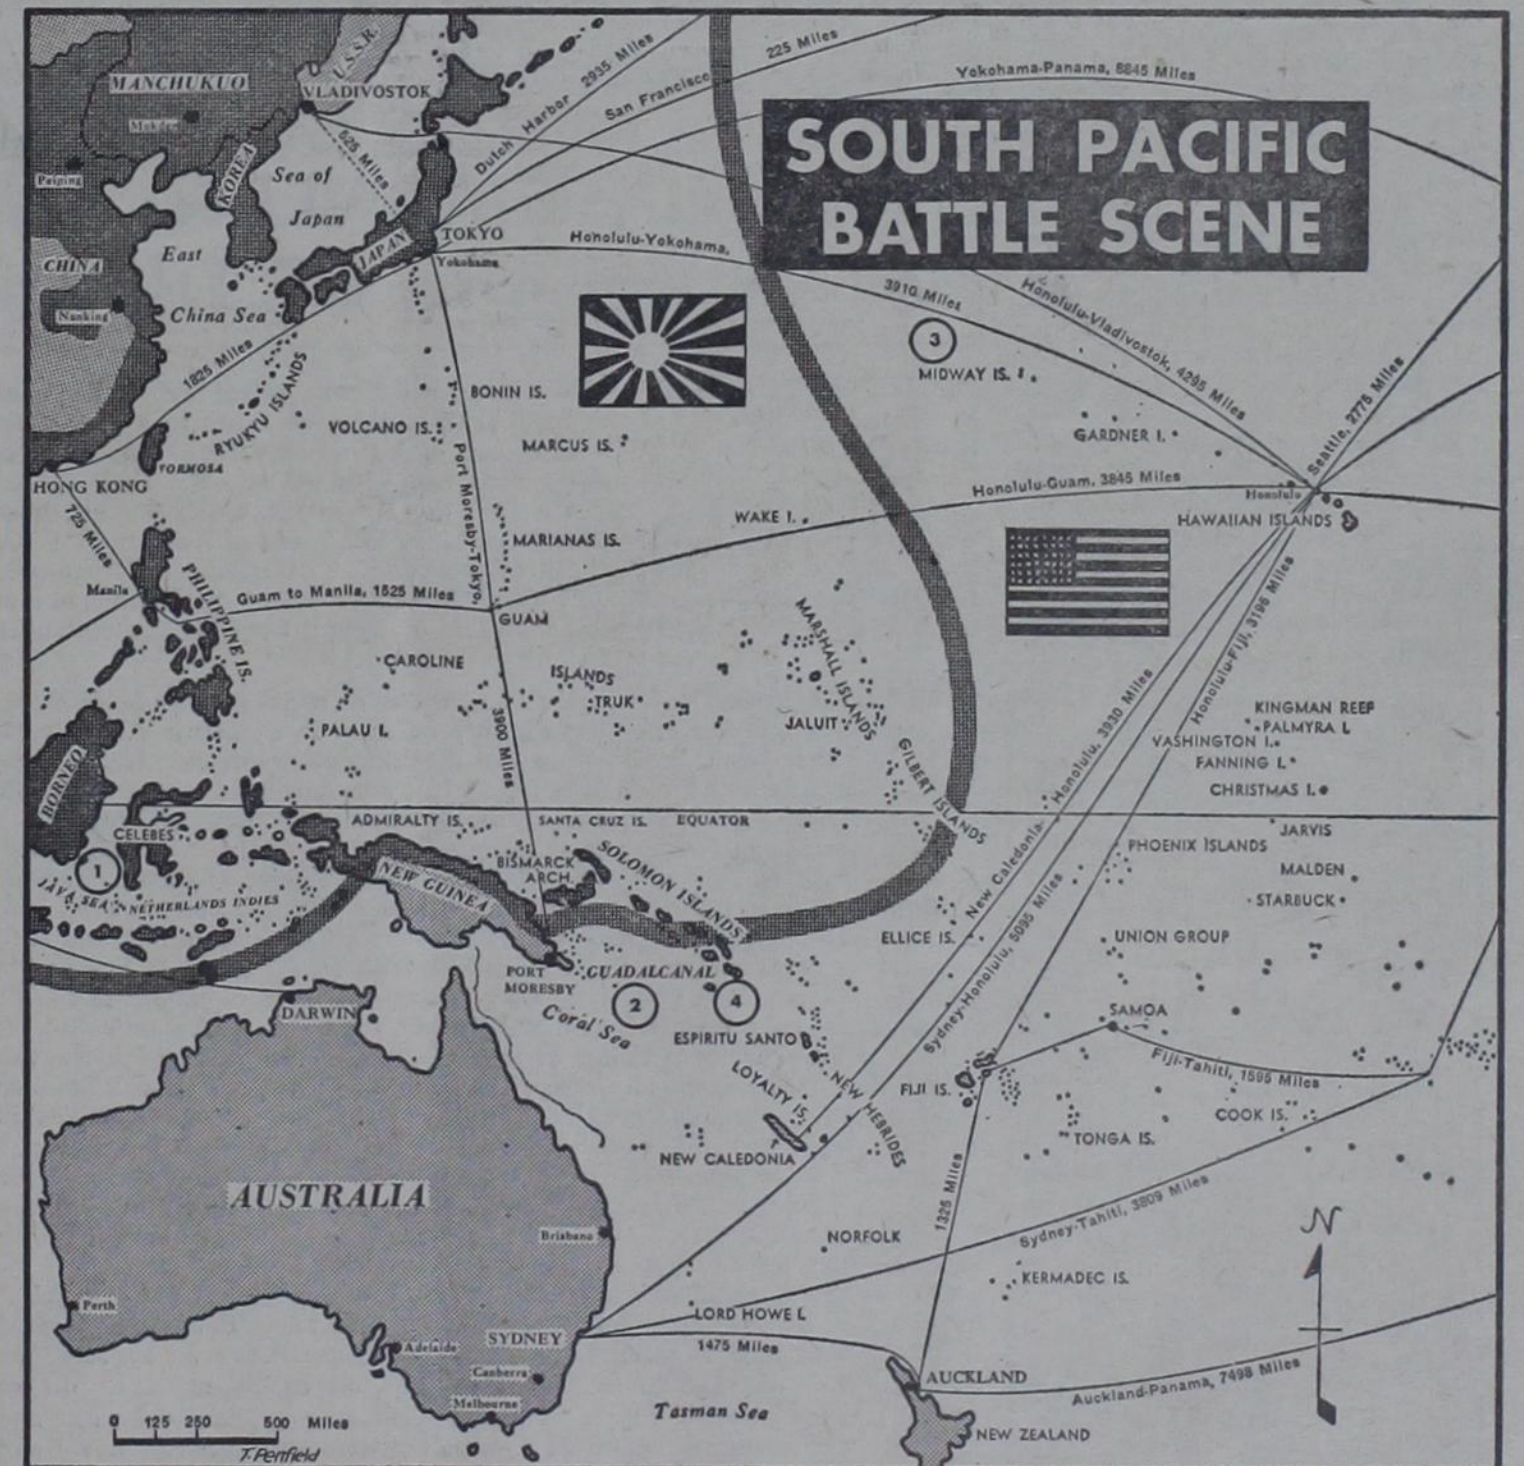 SOUTH PACIFIC
BATTLE SCENE
U.S.S.R.
MANCHUKUO
VLADIVOSTOK
Peiping
KOREA
625 Miles
Sea of
Japan
Dutch Harbor 2935 Miles
San Francisco
225 Miles
Yokohama-Panama, 8845 Miles
JAPAN
TOKYO
Yokohama
Honolulu-Yokohama,
3910 Miles
Honolulu-Vladivostok, 4295 Miles
CHINA
Nanking
East
China Sea
1825 Miles
RYUKYU ISLANDS
FORMOSA
HONG KONG
725 Miles
BONIN IS.
VOLCANO IS.
MARCUS IS.
3
MIDWAY IS.
GARDNER I.
Seattle, 2775 Miles
Honolulu-Guam, 3845 Miles
Honolulu
HAWAIIAN ISLANDS
WAKE I.
MARIANAS IS.
Port Moresby-Tokyo,
3900 Miles
Manila
PHILIPPINE IS.
Guam to Manila, 1525 Miles
GUAM
CAROLINE
ISLANDS
TRUK
PALAU I.
MARSHALL ISLANDS
JALUIT
GILBERT ISLANDS
Honolulu-Fiji, 3195 Miles
New Caledonia-Honolulu, 3930 Miles
Sydney-Honolulu, 5095 Miles
KINGMAN REEF
PALMYRA I.
WASHINGTON I.
FANNING I.
CHRISTMAS I.
BORNEO
CELEBES
1
JAVA SEA
NETHERLANDS INDIES
ADMIRALTY IS.
SANTA CRUZ IS.
EQUATOR
BISMARCK
ARCH.
SOLOMON ISLANDS
NEW GUINEA
JARVIS
PHOENIX ISLANDS
MALDEN
STARBUCK
ELLICE IS.
UNION GROUP
PORT
MORESBY
GUADALCANAL
2
4
Coral Sea
ESPIRITU SANTO
DARWIN
SAMOA
Fiji-Tahiti, 1595 Miles
LOYALTY IS.
NEW HEBRIDES
FIJI IS.
COOK IS.
TONGA IS.
NEW CALEDONIA
AUSTRALIA
Brisbane
NORFOLK
1325 Miles
Sydney-Tahiti, 3809 Miles
N
KERMADEC IS.
Perth
Adelaide
SYDNEY
LORD HOWE I.
1475 Miles
Canberra
Melbourne
AUCKLAND
Auckland-Panama, 7498 Miles
Tasman Sea
NEW ZEALAND
0 125 250 500 Miles
T. Penfield